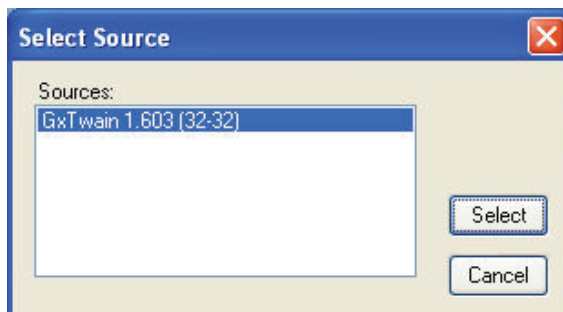 Select Source
Sources:
GxTwain 1.603 (32-32)
Select
Cancel